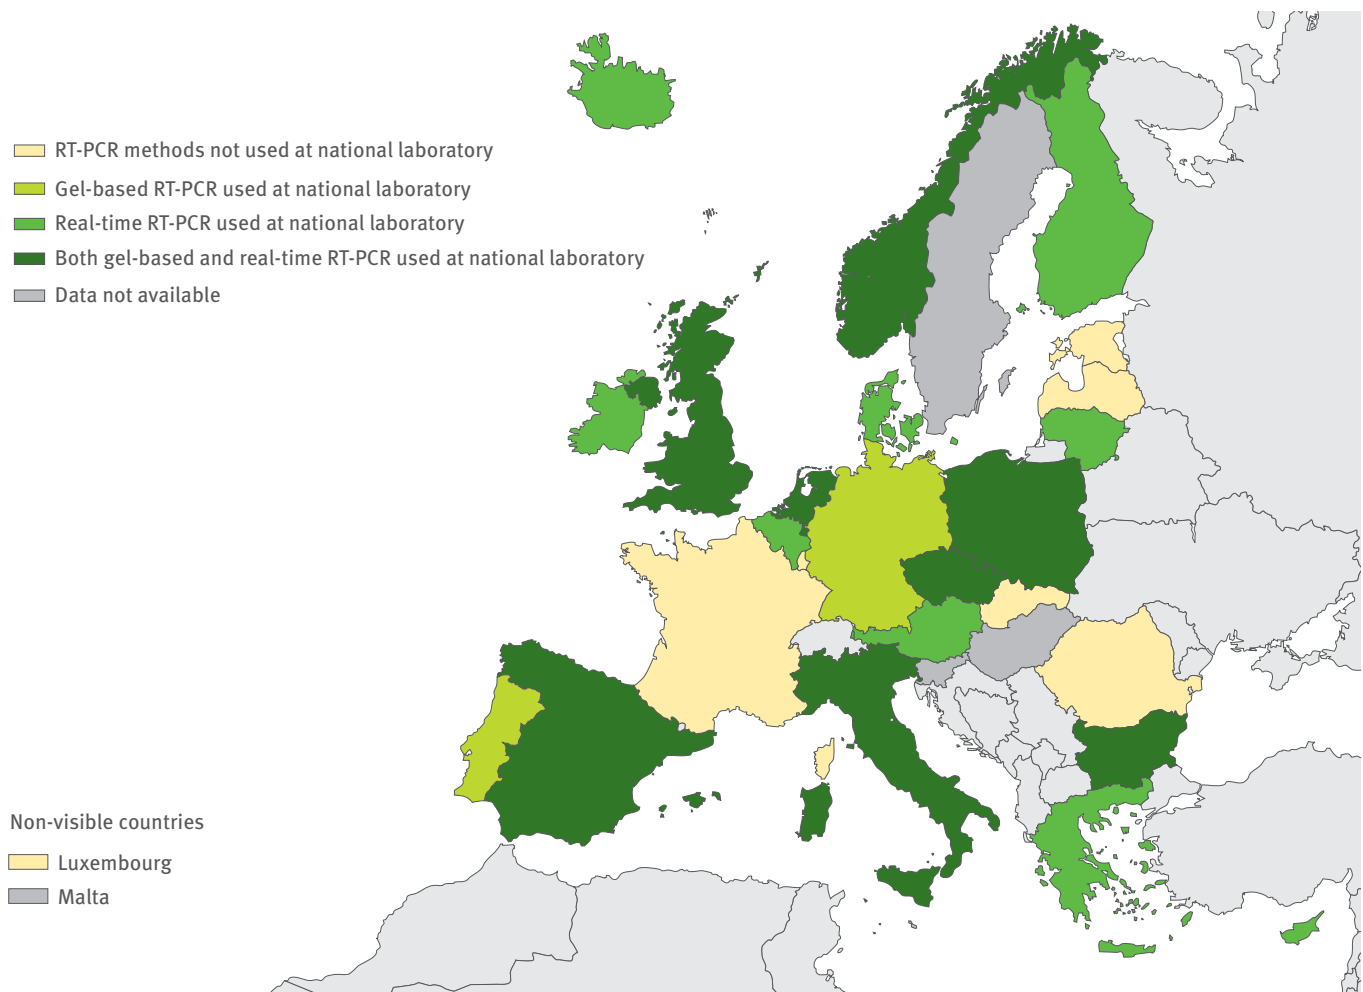 RT-PCR methods not used at national laboratory
Gel-based RT-PCR used at national laboratory
Real-time RT-PCR used at national laboratory
Both gel-based and real-time RT-PCR used at national laboratory
Data not available
Non-visible countries
Luxembourg
Malta